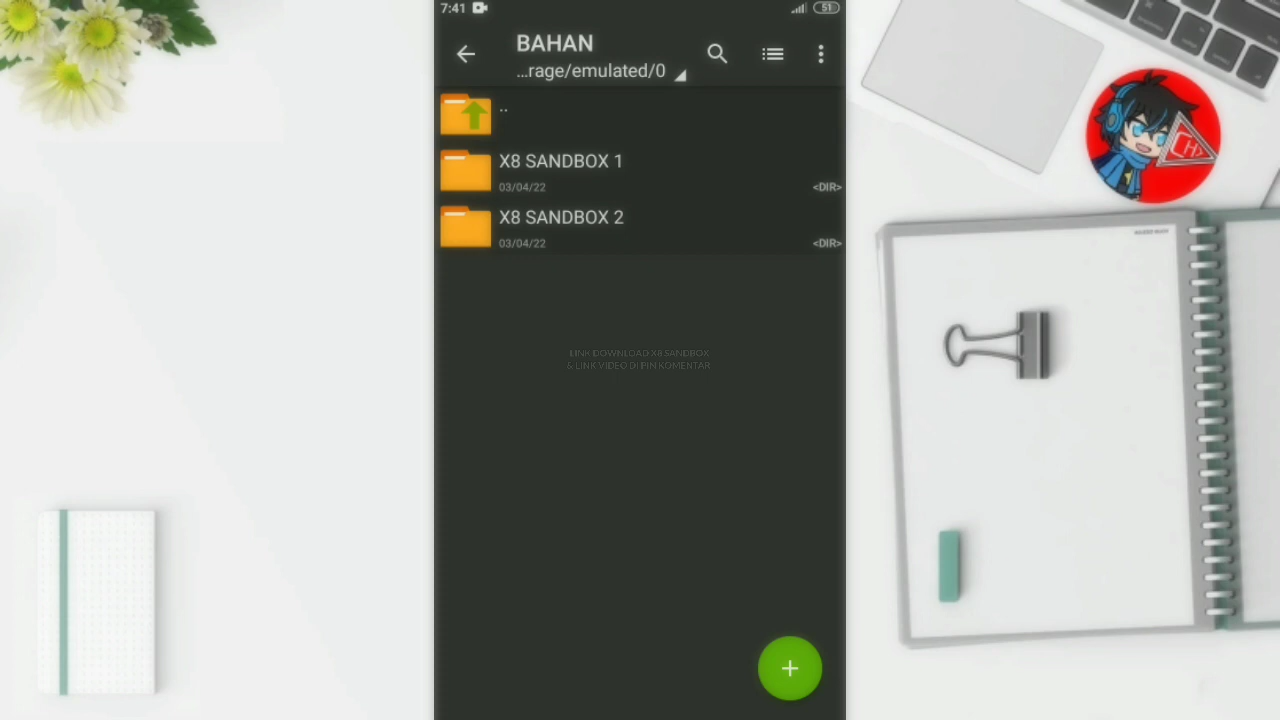 7:41
51
BAHAN
...rage/emulated/0
..
X8 SANDBOX 1
03/04/22
<DIR>
X8 SANDBOX 2
03/04/22
<DIR>
LINK DOWNLOAD X8 SANDBOX
& LINK VIDEO DI PIN KOMENTAR